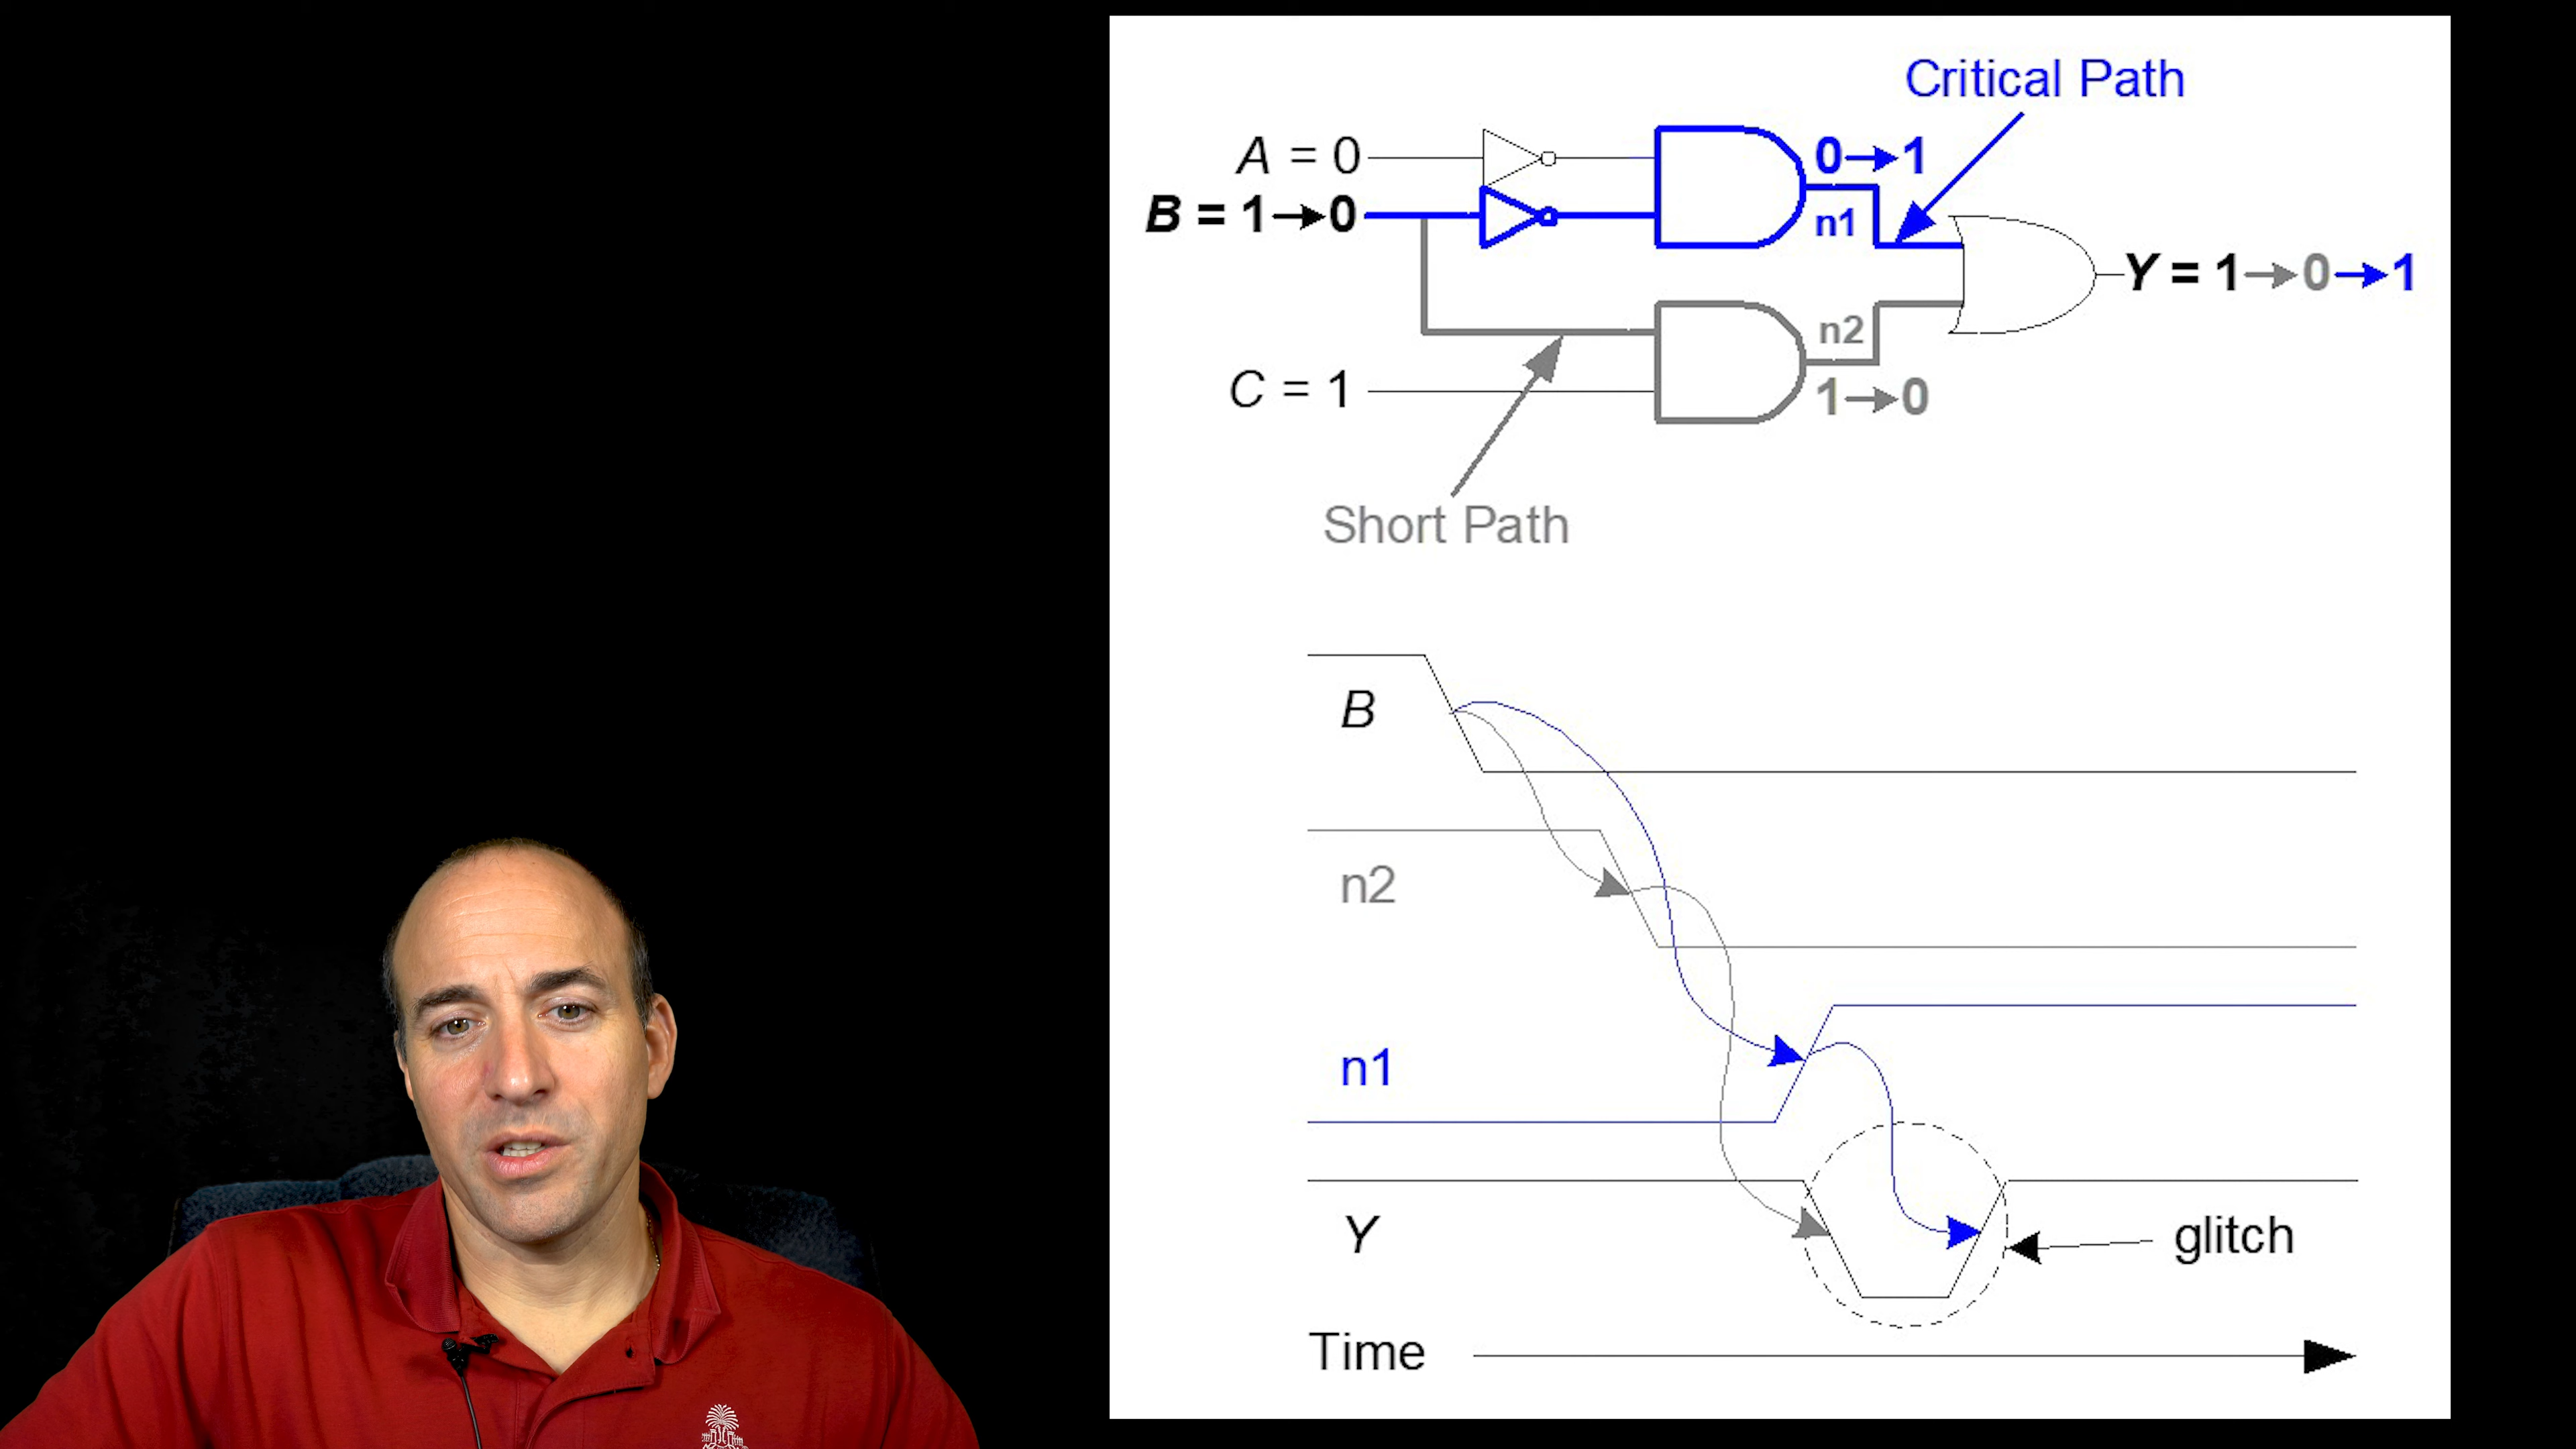 Critical Path
A = 0
0→1
B = 1→0
n1
Y = 1→0→1
n2
C = 1
1→0
Short Path
B
n2
n1
Y
glitch
Time